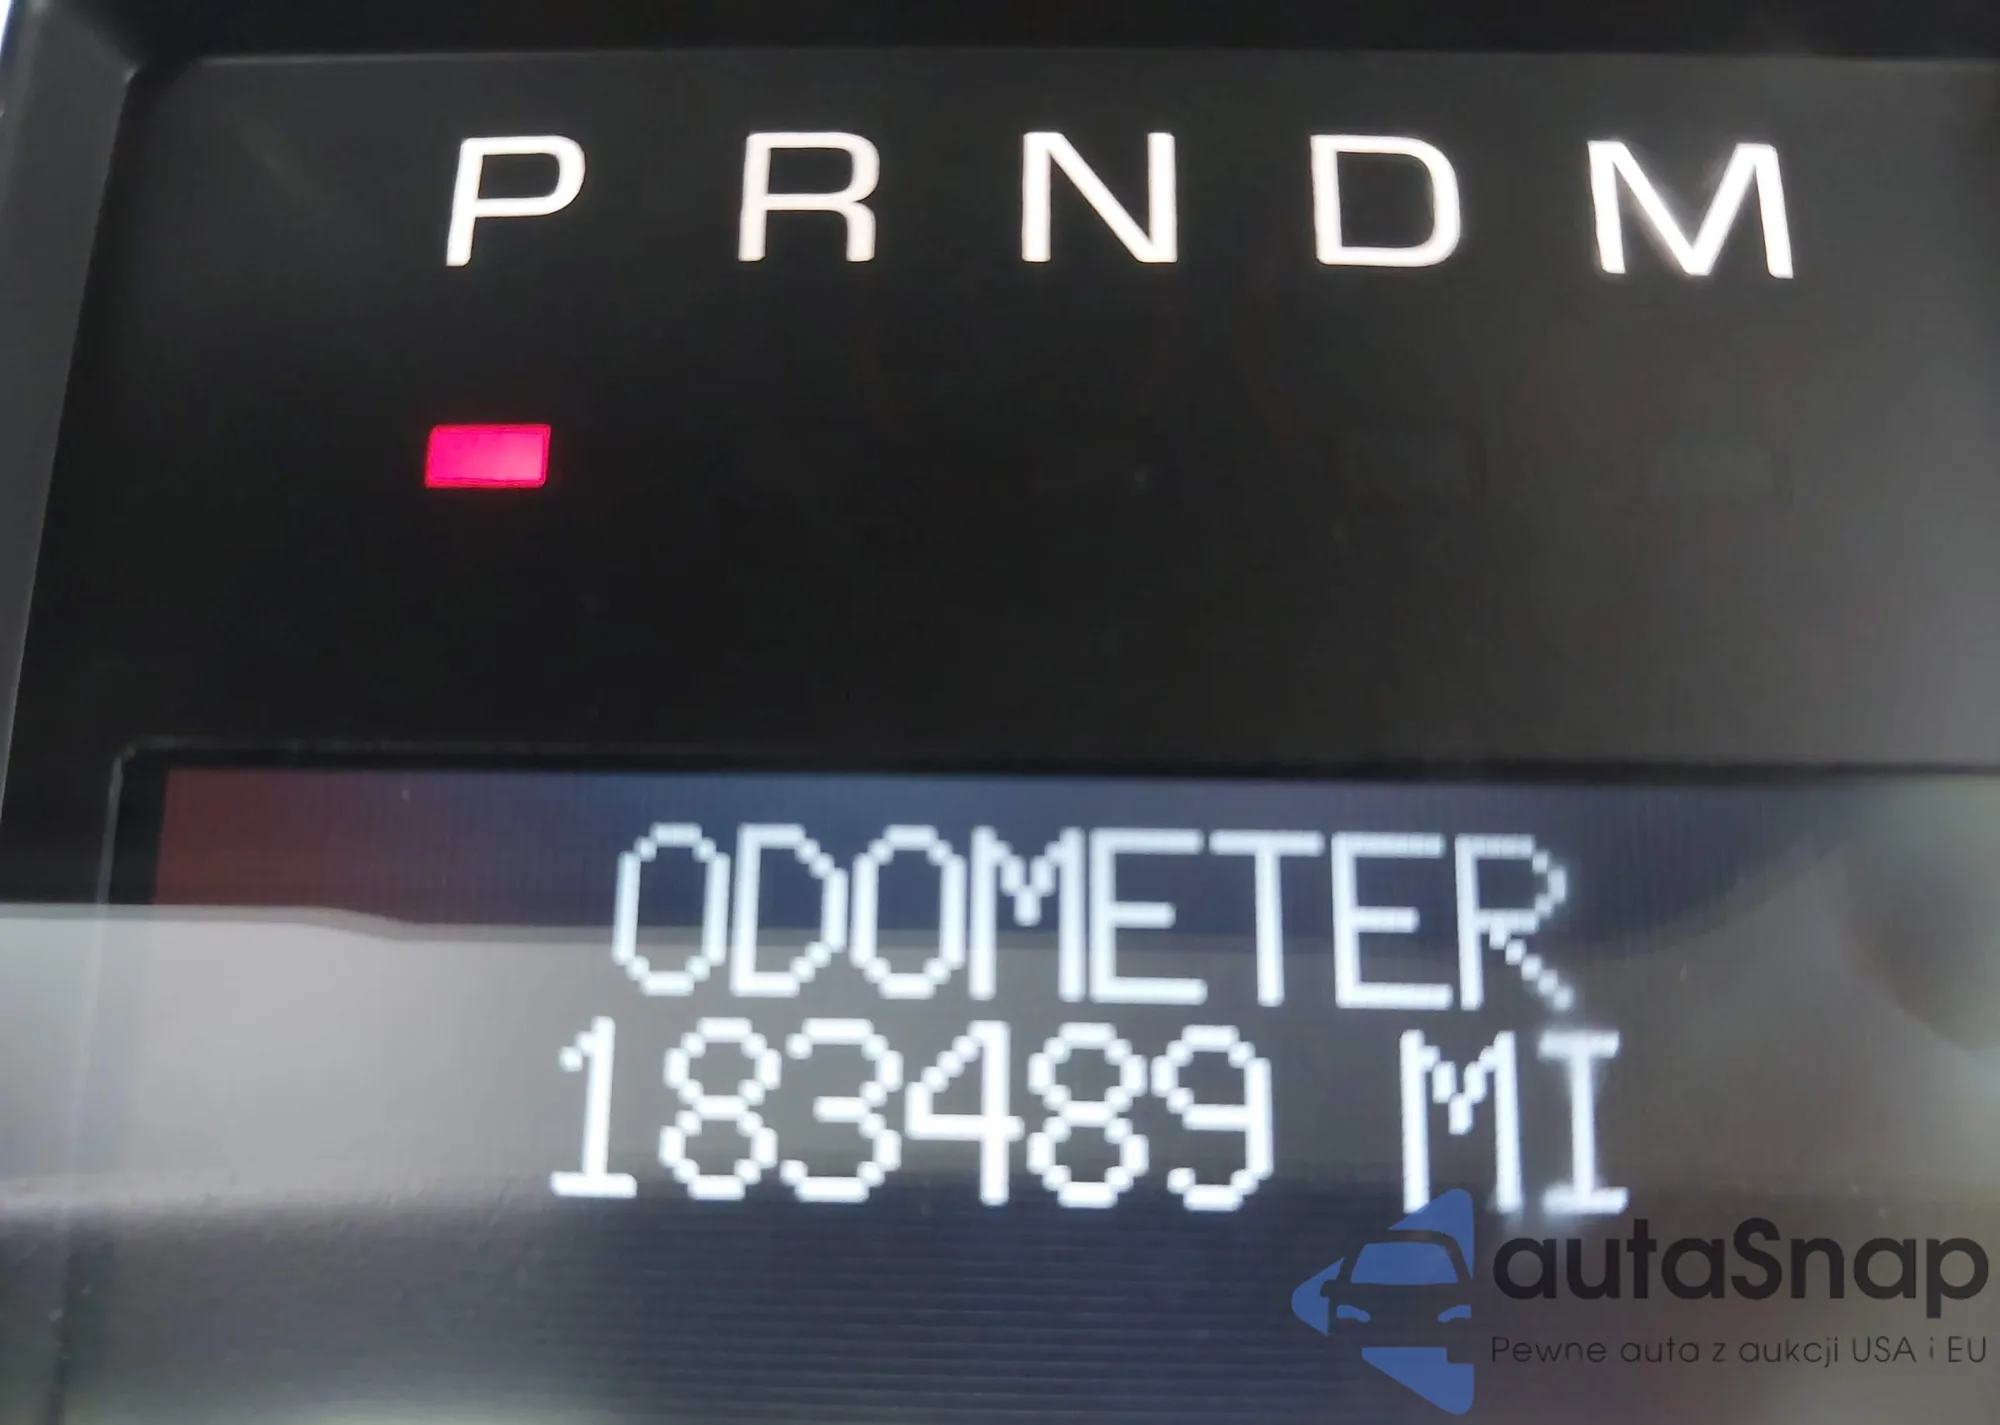 P R N D M
ODOMETER
183489 MI
autaSnap
Pewne auta z aukcji USA i EU